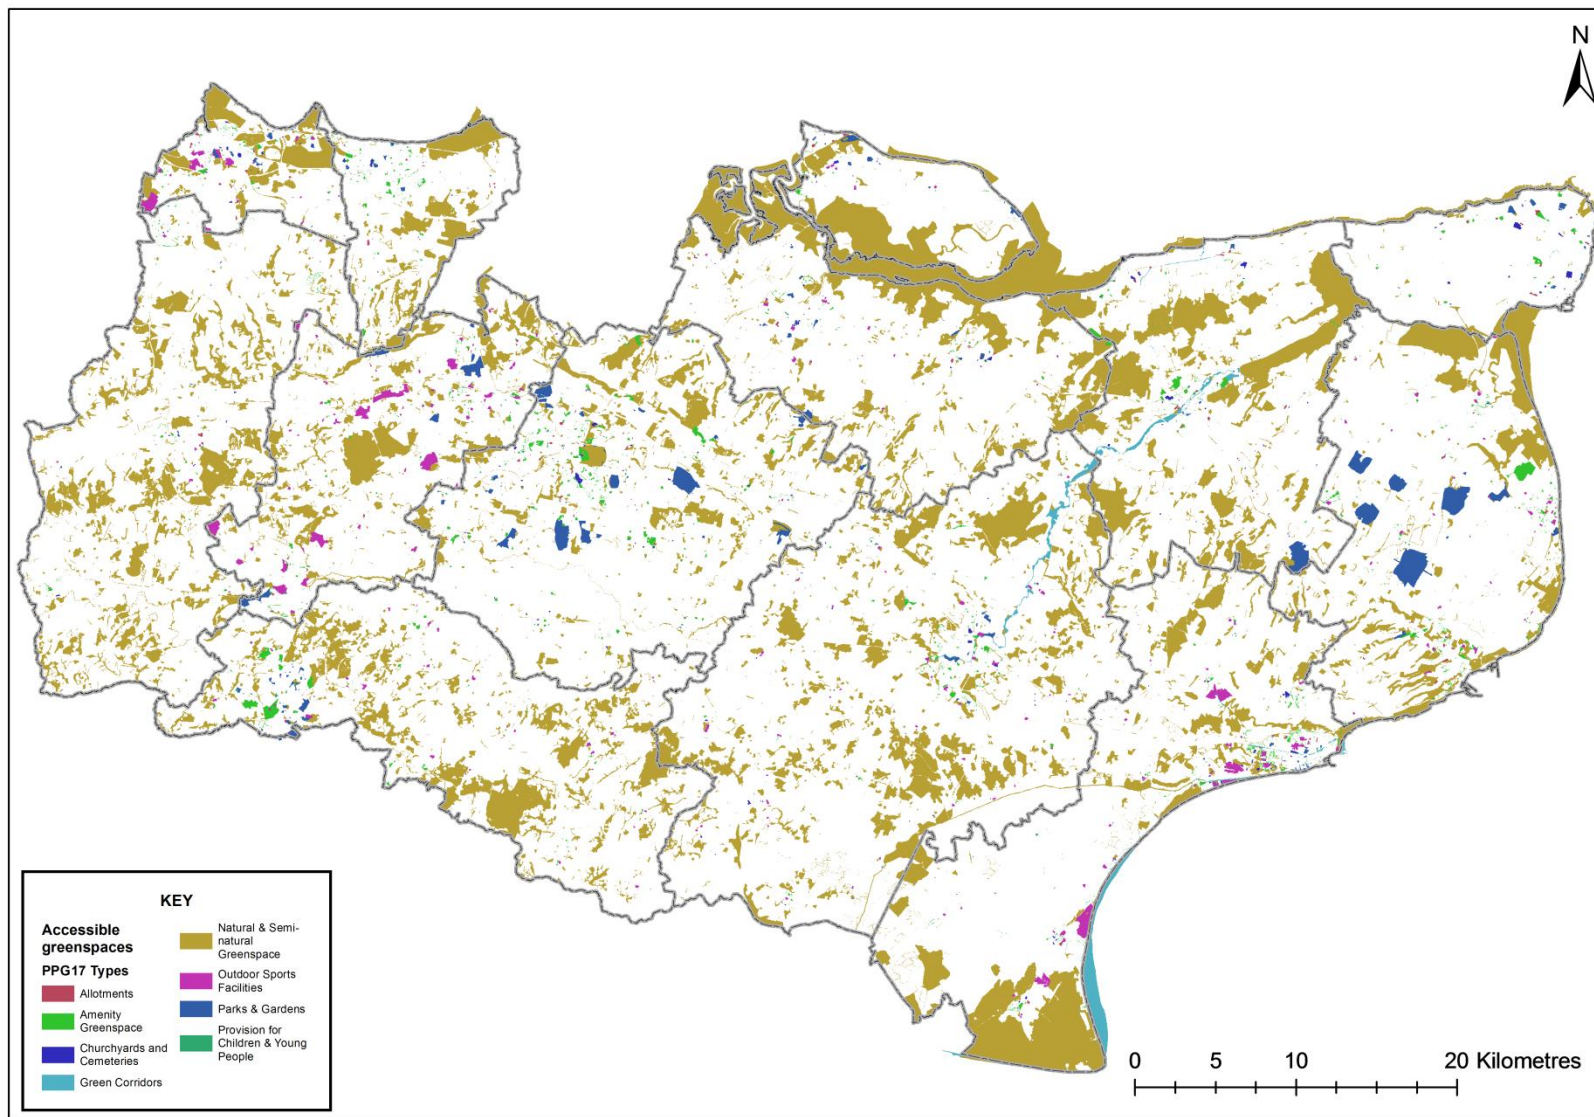 N
KEY
Accessible
greenspaces
PPG17 Types
Allotments
Amenity
Greenspace
Churchyards and
Cemeteries
Green Corridors
Natural & Semi-
natural
Greenspace
Outdoor Sports
Facilities
Parks & Gardens
Provision for
Children & Young
People
0 5 10 20 Kilometres